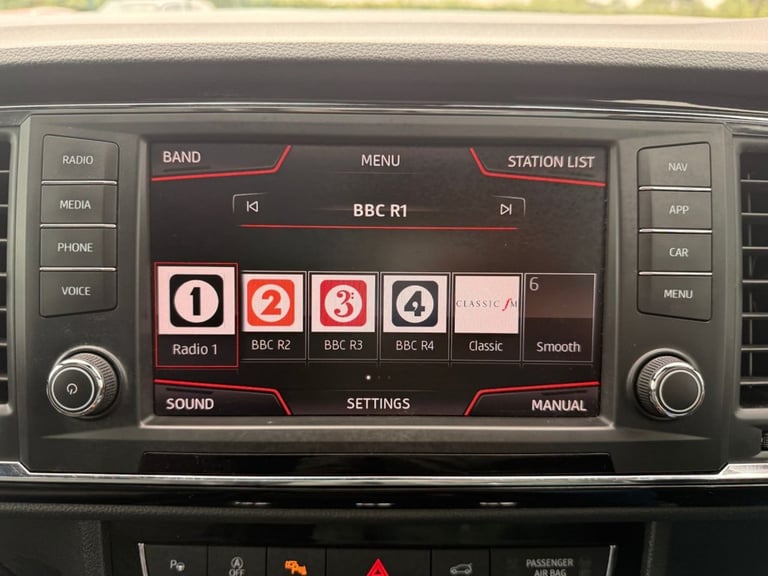 RADIO
MEDIA
PHONE
VOICE
BAND
MENU
STATION LIST
BBC R1
1
2
3
4
CLASSIC fM
6
Radio 1
BBC R2
BBC R3
BBC R4
Classic
Smooth
SOUND
SETTINGS
MANUAL
NAV
APP
CAR
MENU
P
A
OFF
PASSENGER
AIR BAG